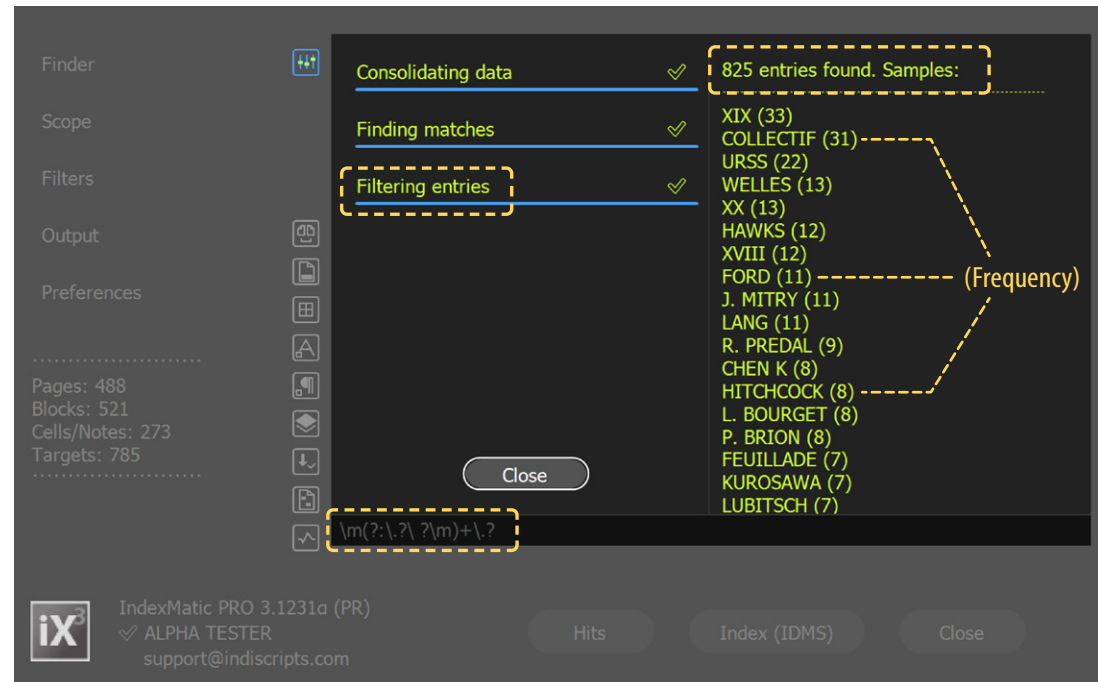 Finder
Scope
Filters
Output
Preferences
Pages: 488
Blocks: 521
Cells/Notes: 273
Targets: 785
Consolidating data
Finding matches
Filtering entries
Close
825 entries found. Samples:
XIX (33)
COLLECTIF (31)
URSS (22)
WELLES (13)
XX (13)
HAWKS (12)
XVIII (12)
FORD (11)
J. MITRY (11)
LANG (11)
R. PREDAL (9)
CHEN K (8)
HITCHCOCK (8)
L. BOURGET (8)
P. BRION (8)
FEUILLADE (7)
KUROSAWA (7)
LUBITSCH (7)
(Frequency)
\m(?:\.?\ ?\m)+\.?
iX3
IndexMatic PRO 3.1231α (PR)
ALPHA TESTER
support@indiscripts.com
Hits
Index (IDMS)
Close